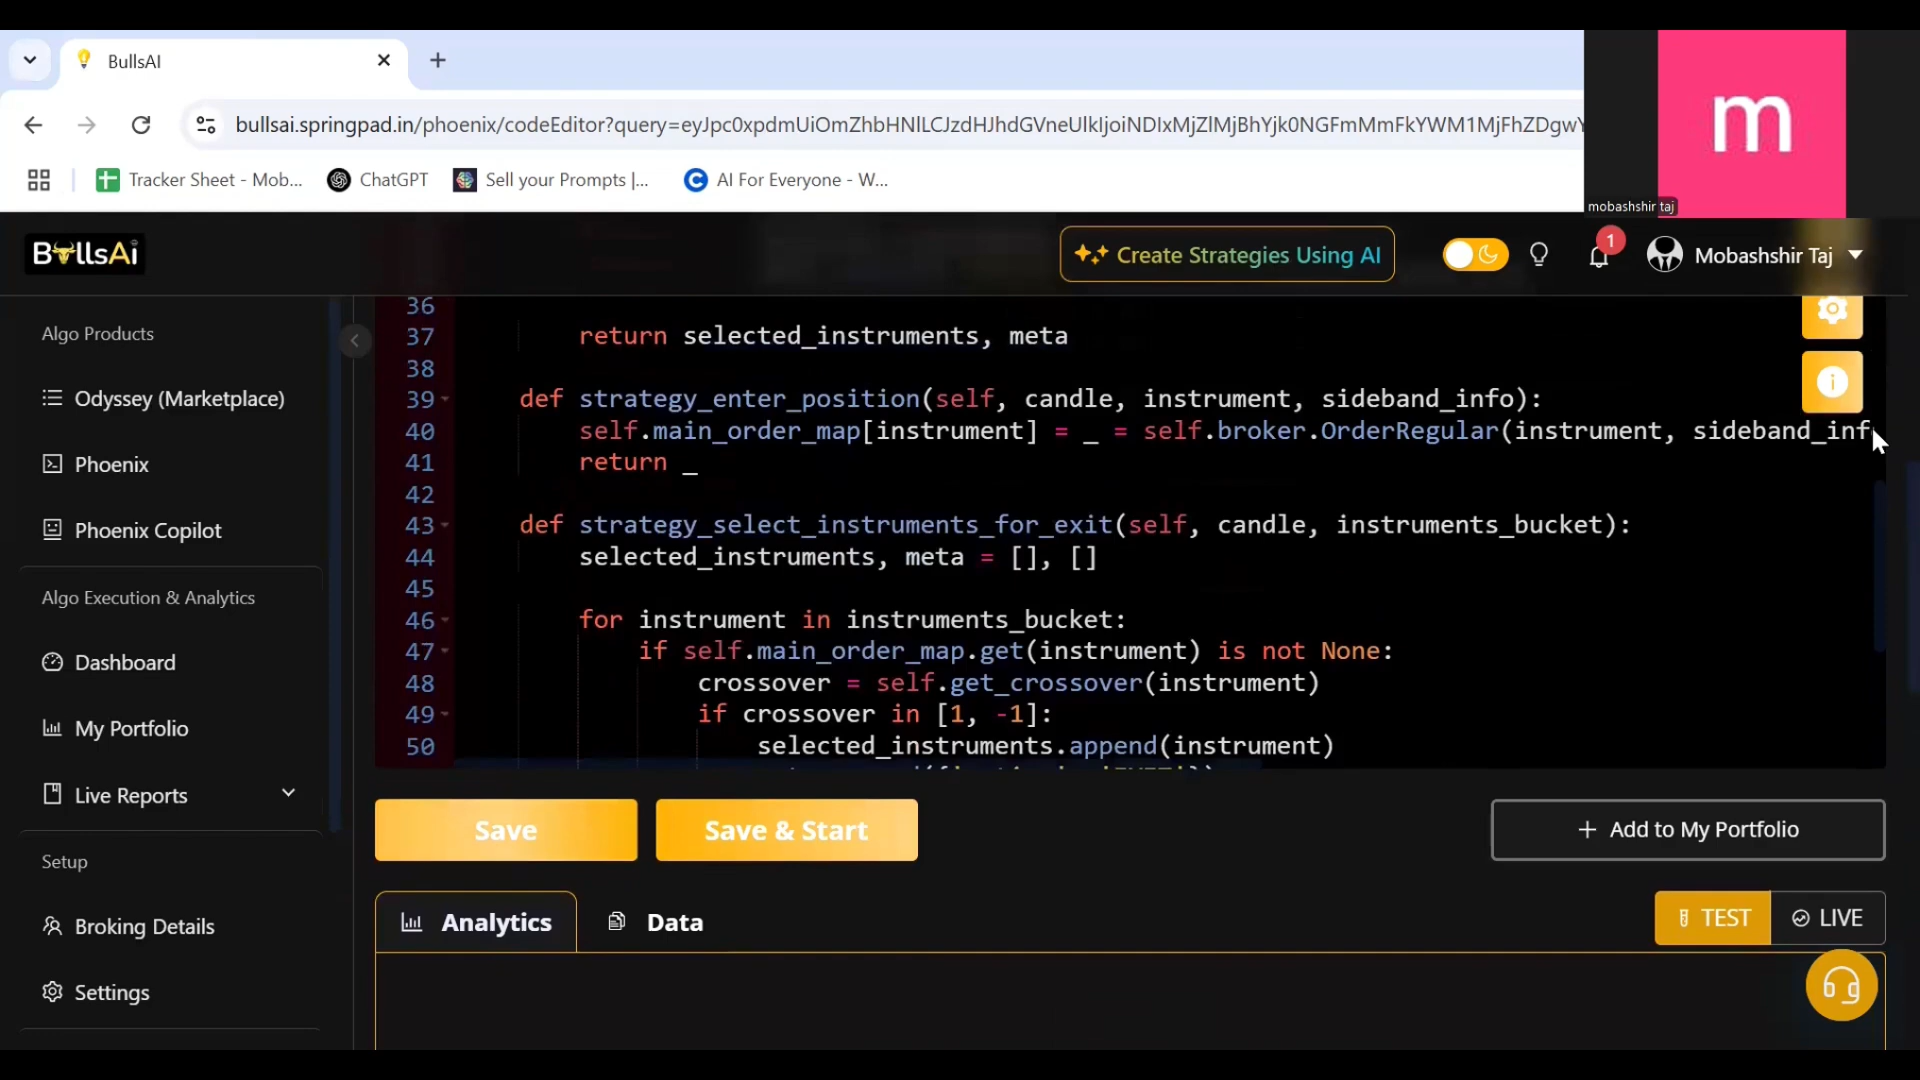 BullsAI
bullsai.springpad.in/phoenix/codeEditor?query=
Tracker Sheet - Mob...
ChatGPT
Sell your Prompts |...
AI For Everyone - W...
m
mobashshir taj
BullsAi
Create Strategies Using AI
1
Mobashshir Taj
Algo Products
Odyssey (Marketplace)
Phoenix
Phoenix Copilot
Algo Execution & Analytics
Dashboard
My Portfolio
Live Reports
Setup
Broking Details
Settings
36
37 return selected_instruments, meta
38
39 def strategy_enter_position(self, candle, instrument, sideband_info):
40 self.main_order_map[instrument] = _ = self.broker.OrderRegular(instrument, sideband_inf
41 return _
42
43 def strategy_select_instruments_for_exit(self, candle, instruments_bucket):
44 selected_instruments, meta = [], []
45
46 for instrument in instruments_bucket:
47 if self.main_order_map.get(instrument) is not None:
48 crossover = self.get_crossover(instrument)
49 if crossover in [1, -1]:
50 selected_instruments.append(instrument)
Save
Save & Start
+ Add to My Portfolio
Analytics
Data
TEST
LIVE